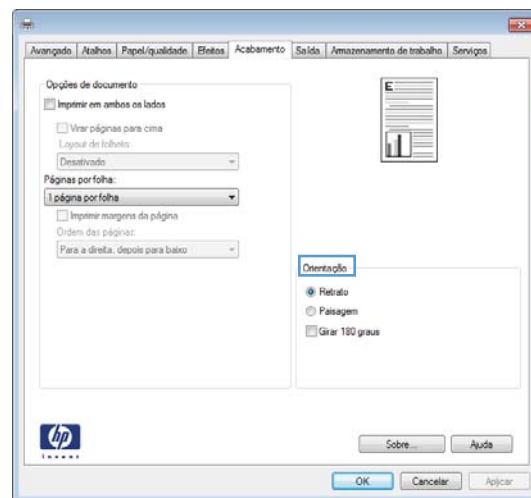 Avançado Atalhos Papel/qualidade Efeitos Acabamento Saída Armazenamento de trabalho Serviços
Opções de documento
Imprimir em ambos os lados
Virar páginas para cima
Layout de folheto:
Desativado
Páginas por folha:
1 página por folha
Imprimir margens da página
Ordem das páginas:
Para a direita, depois para baixo
E
Orientação
Retrato
Paisagem
Girar 180 graus
hp
invent
Sobre... Ajuda
OK Cancelar Aplicar